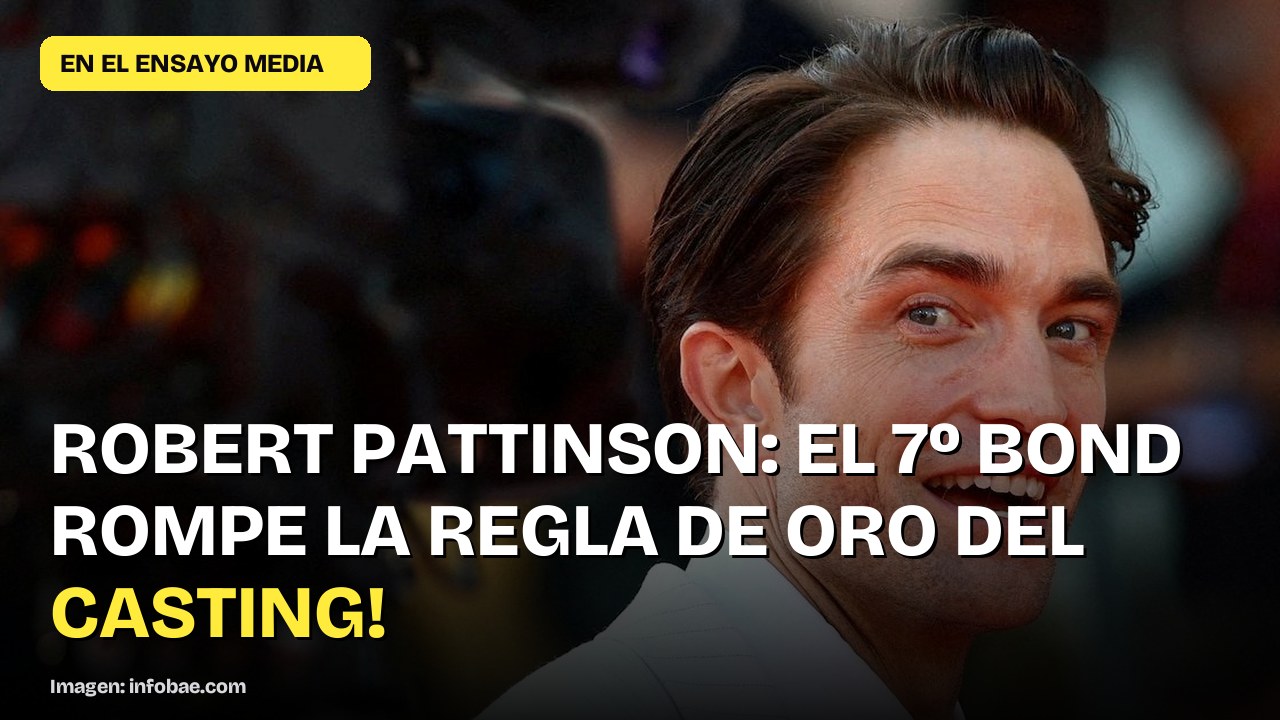 EN EL ENSAYO MEDIA
ROBERT PATTINSON: EL 7º BOND
ROMPE LA REGLA DE ORO DEL
CASTING!
Imagen: infobae.com